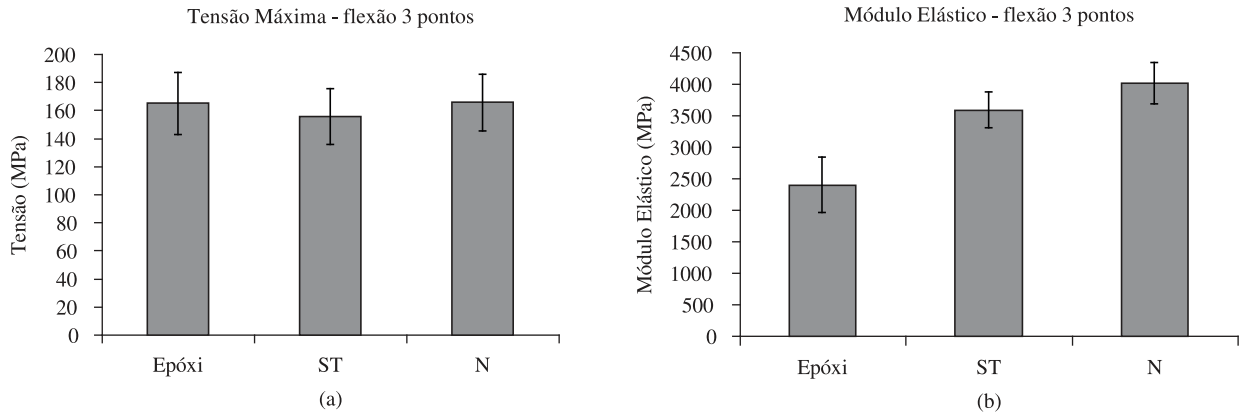 Tensão Máxima - flexão 3 pontos
Tensão (MPa)
200
180
160
140
120
100
80
60
40
20
0
Epóxi ST N
(a)
Módulo Elástico - flexão 3 pontos
Módulo Elástico (MPa)
4500
4000
3500
3000
2500
2000
1500
1000
500
0
Epóxi ST N
(b)